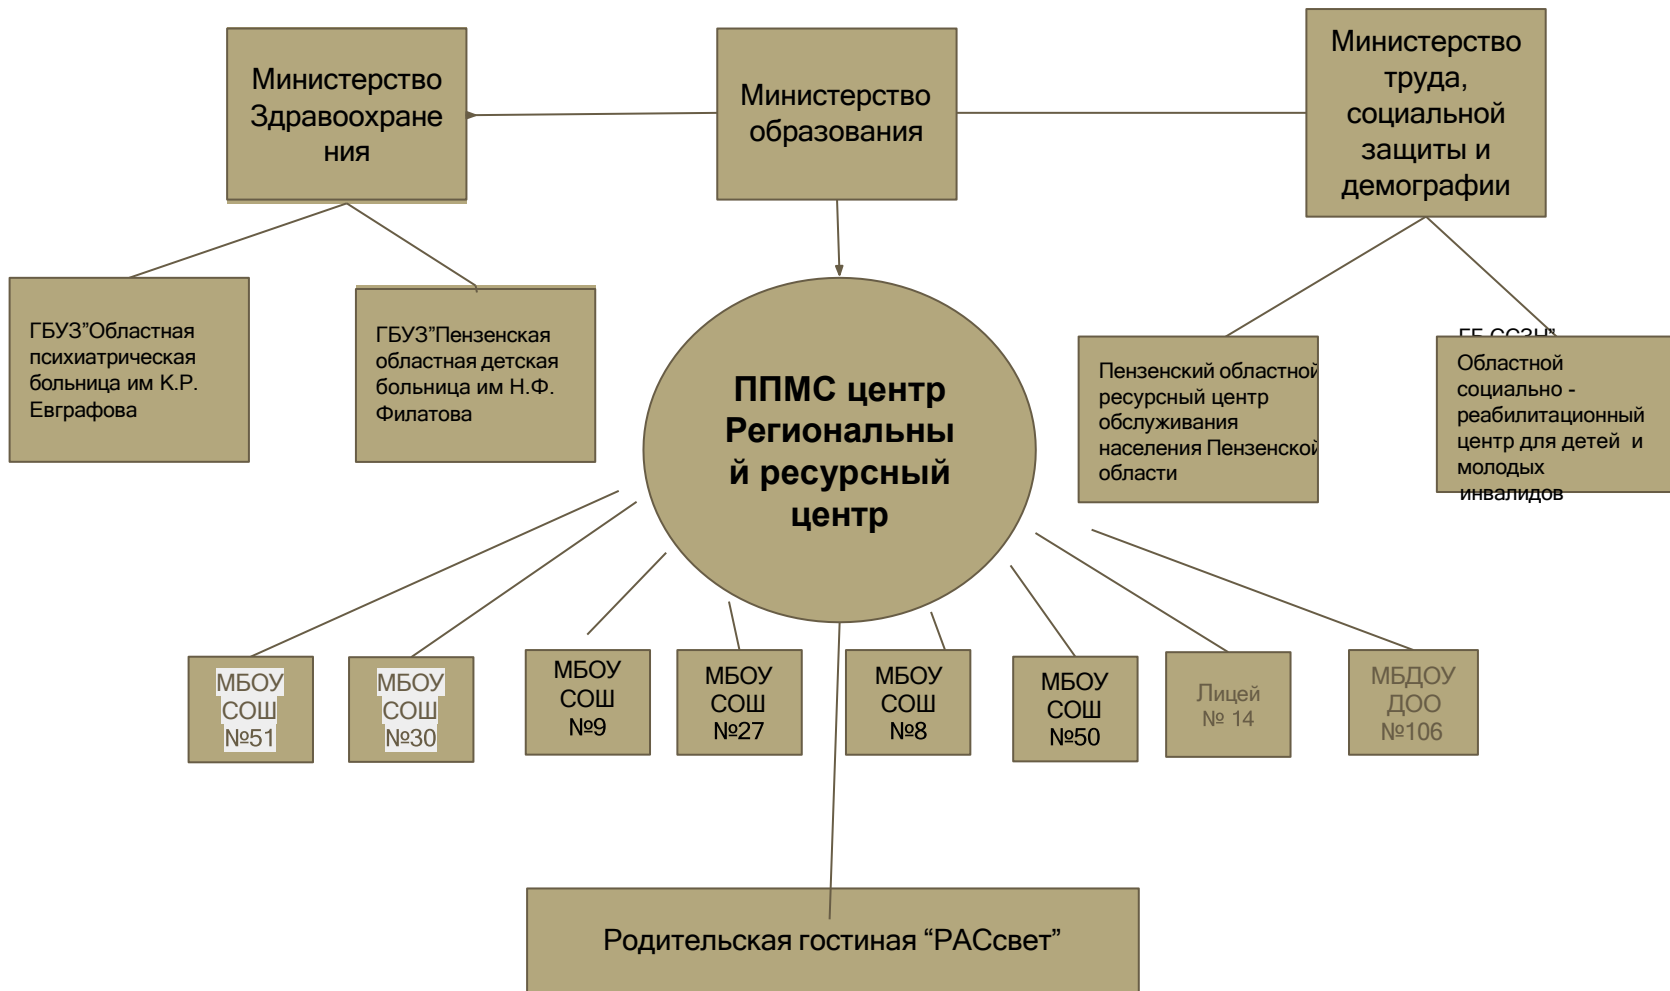 Министерство
Здравоохране
ния
Министерство
образования
Министерство
труда,
социальной
защиты и
демографии
ГБУЗ”Областная
психиатрическая
больница им К.Р.
Евграфова
ГБУЗ”Пензенская
областная детская
больница им Н.Ф.
Филатова
ППМС центр
Региональны
й ресурсный
центр
Пензенский областной
ресурсный центр
обслуживания
населения Пензенской
области
Областной
социально -
реабилитационный
центр для детей и
молодых
инвалидов
МБОУ
СОШ
№51
МБОУ
СОШ
№30
МБОУ
СОШ
№9
МБОУ
СОШ
№27
МБОУ
СОШ
№8
МБОУ
СОШ
№50
Лицей
№ 14
МБДОУ
ДОО
№106
Родительская гостиная “РАСсвет”